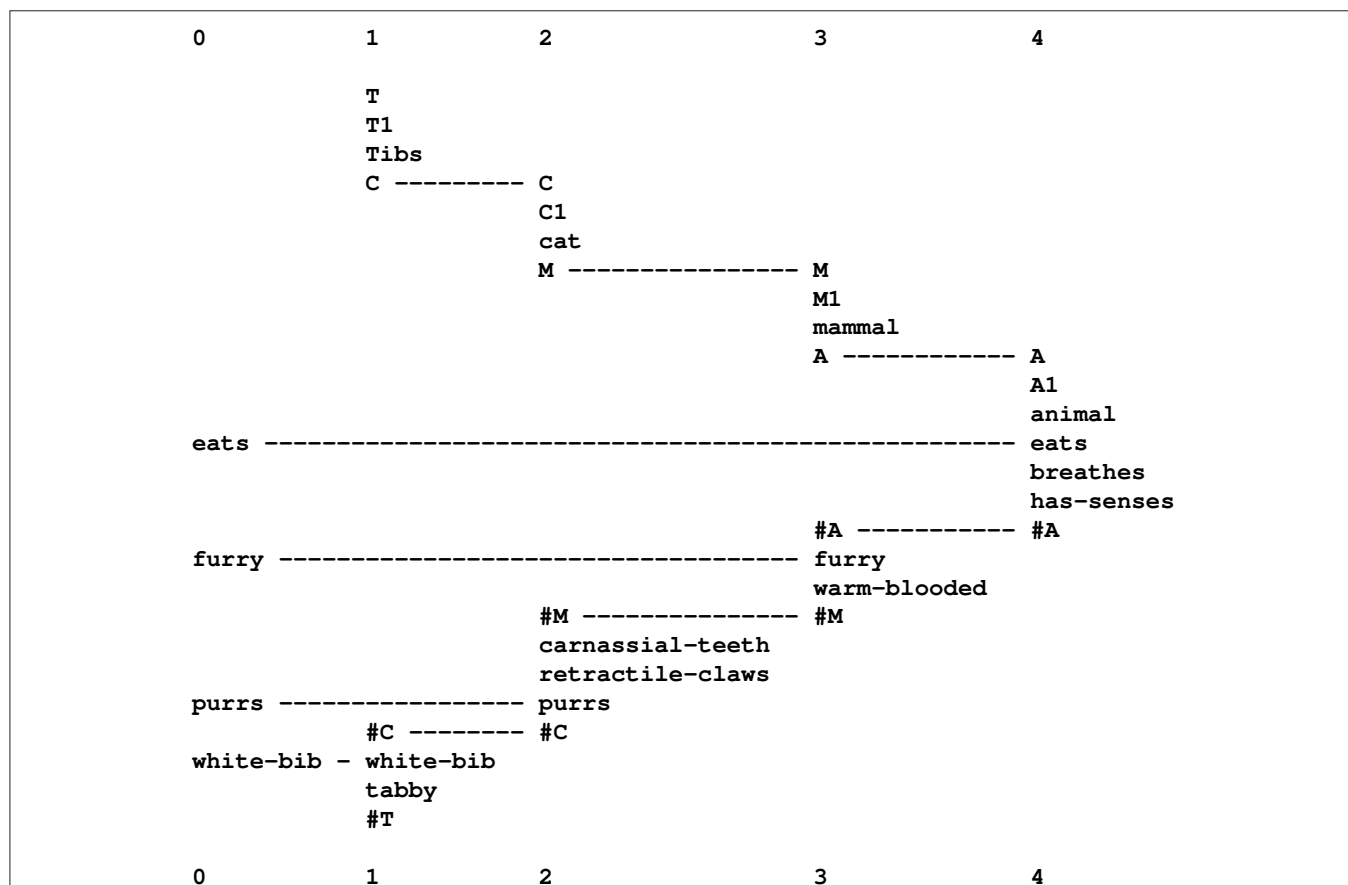 0 1 2 3 4
T
T1
Tibs
C --------- C
C1
cat
M ---------------- M
M1
mammal
A ------------ A
A1
animal
eats ---------------------------------------------------- eats
breathes
has-senses
#A ----------- #A
furry ------------------------------------ furry
warm-blooded
#M --------------- #M
carnassial-teeth
retractile-claws
purrs ----------------- purrs
#C -------- #C
white-bib - white-bib
tabby
#T
0 1 2 3 4